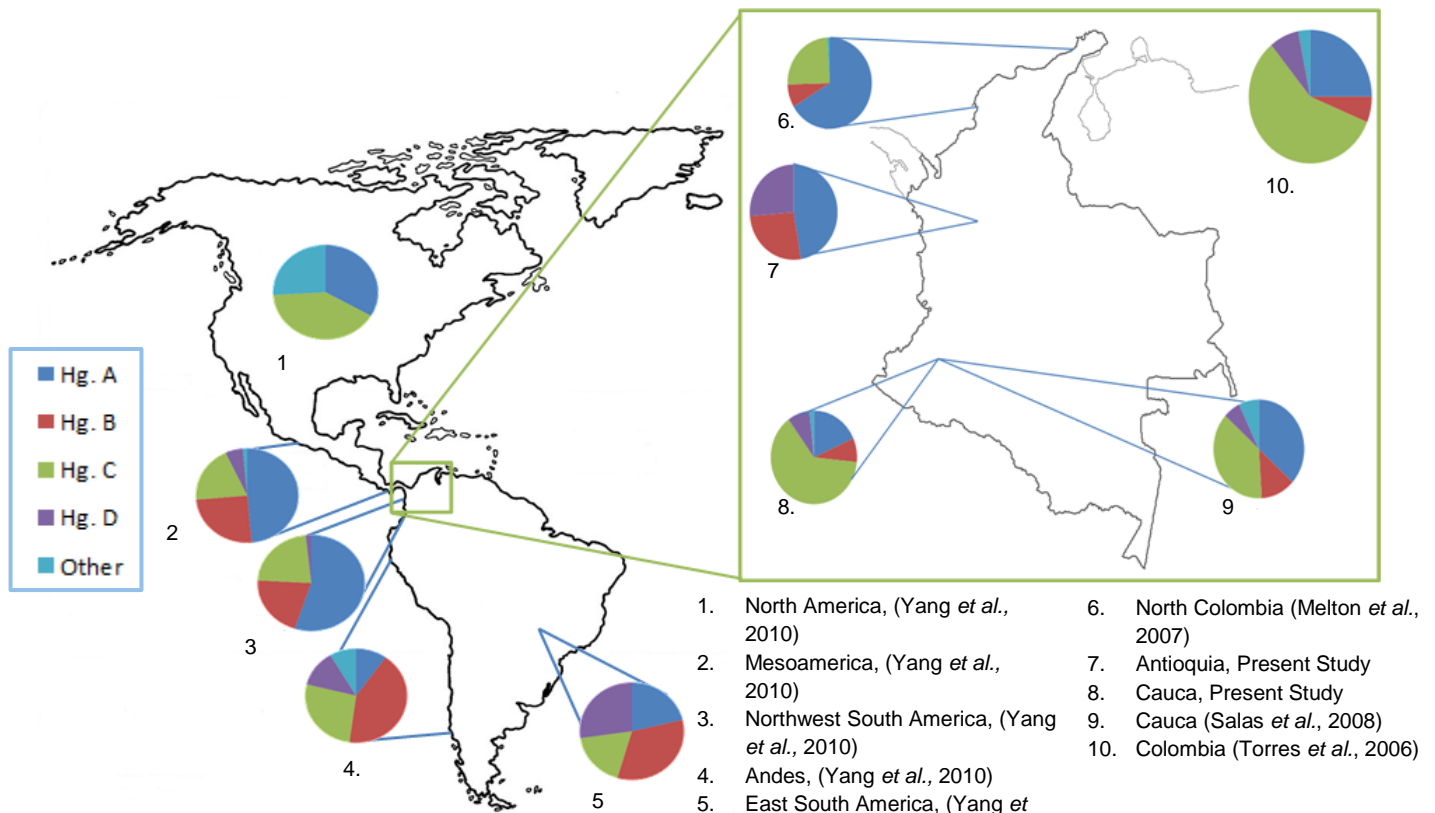 Hg. A
Hg. B
Hg. C
Hg. D
Other
1
2
3
4.
5
6.
7
8.
9
10.
1. North America, (Yang et al.,
2010)
2. Mesoamerica, (Yang et al.,
2010)
3. Northwest South America, (Yang
et al., 2010)
4. Andes, (Yang et al., 2010)
5. East South America, (Yang et
6. North Colombia (Melton et al.,
2007)
7. Antioquia, Present Study
8. Cauca, Present Study
9. Cauca (Salas et al., 2008)
10. Colombia (Torres et al., 2006)